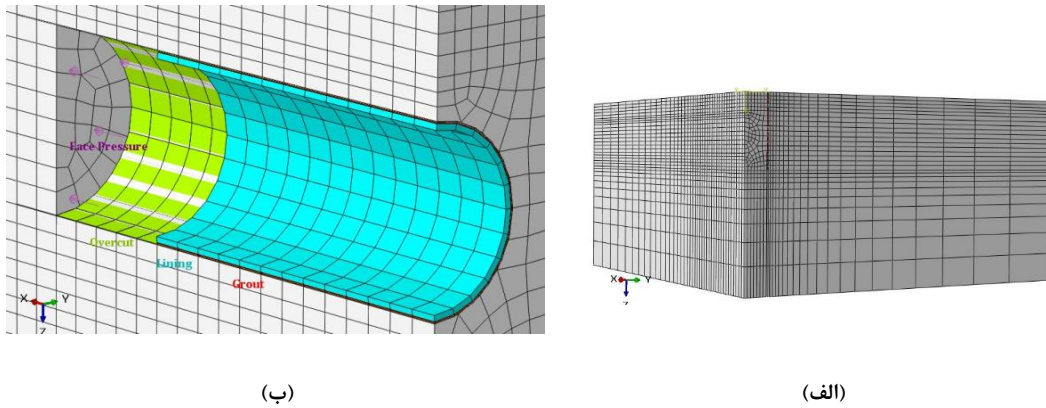 Face Pressure
Overcut
Lining
Grout
X Y
Z
X Y
Z
(الف)
(ب)